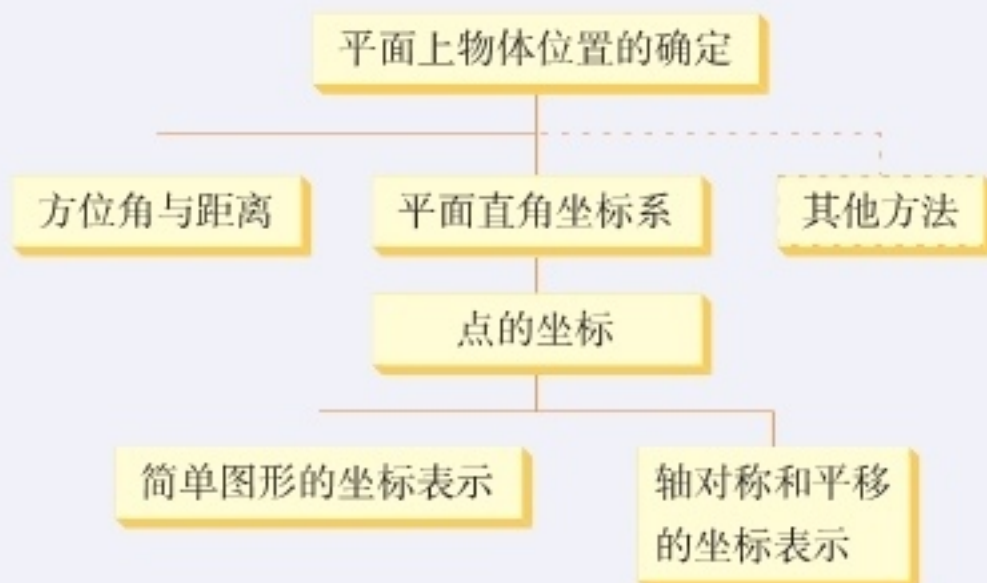 平面上物体位置的确定
方位角与距离
平面直角坐标系
其他方法
点的坐标
简单图形的坐标表示
轴对称和平移
的坐标表示